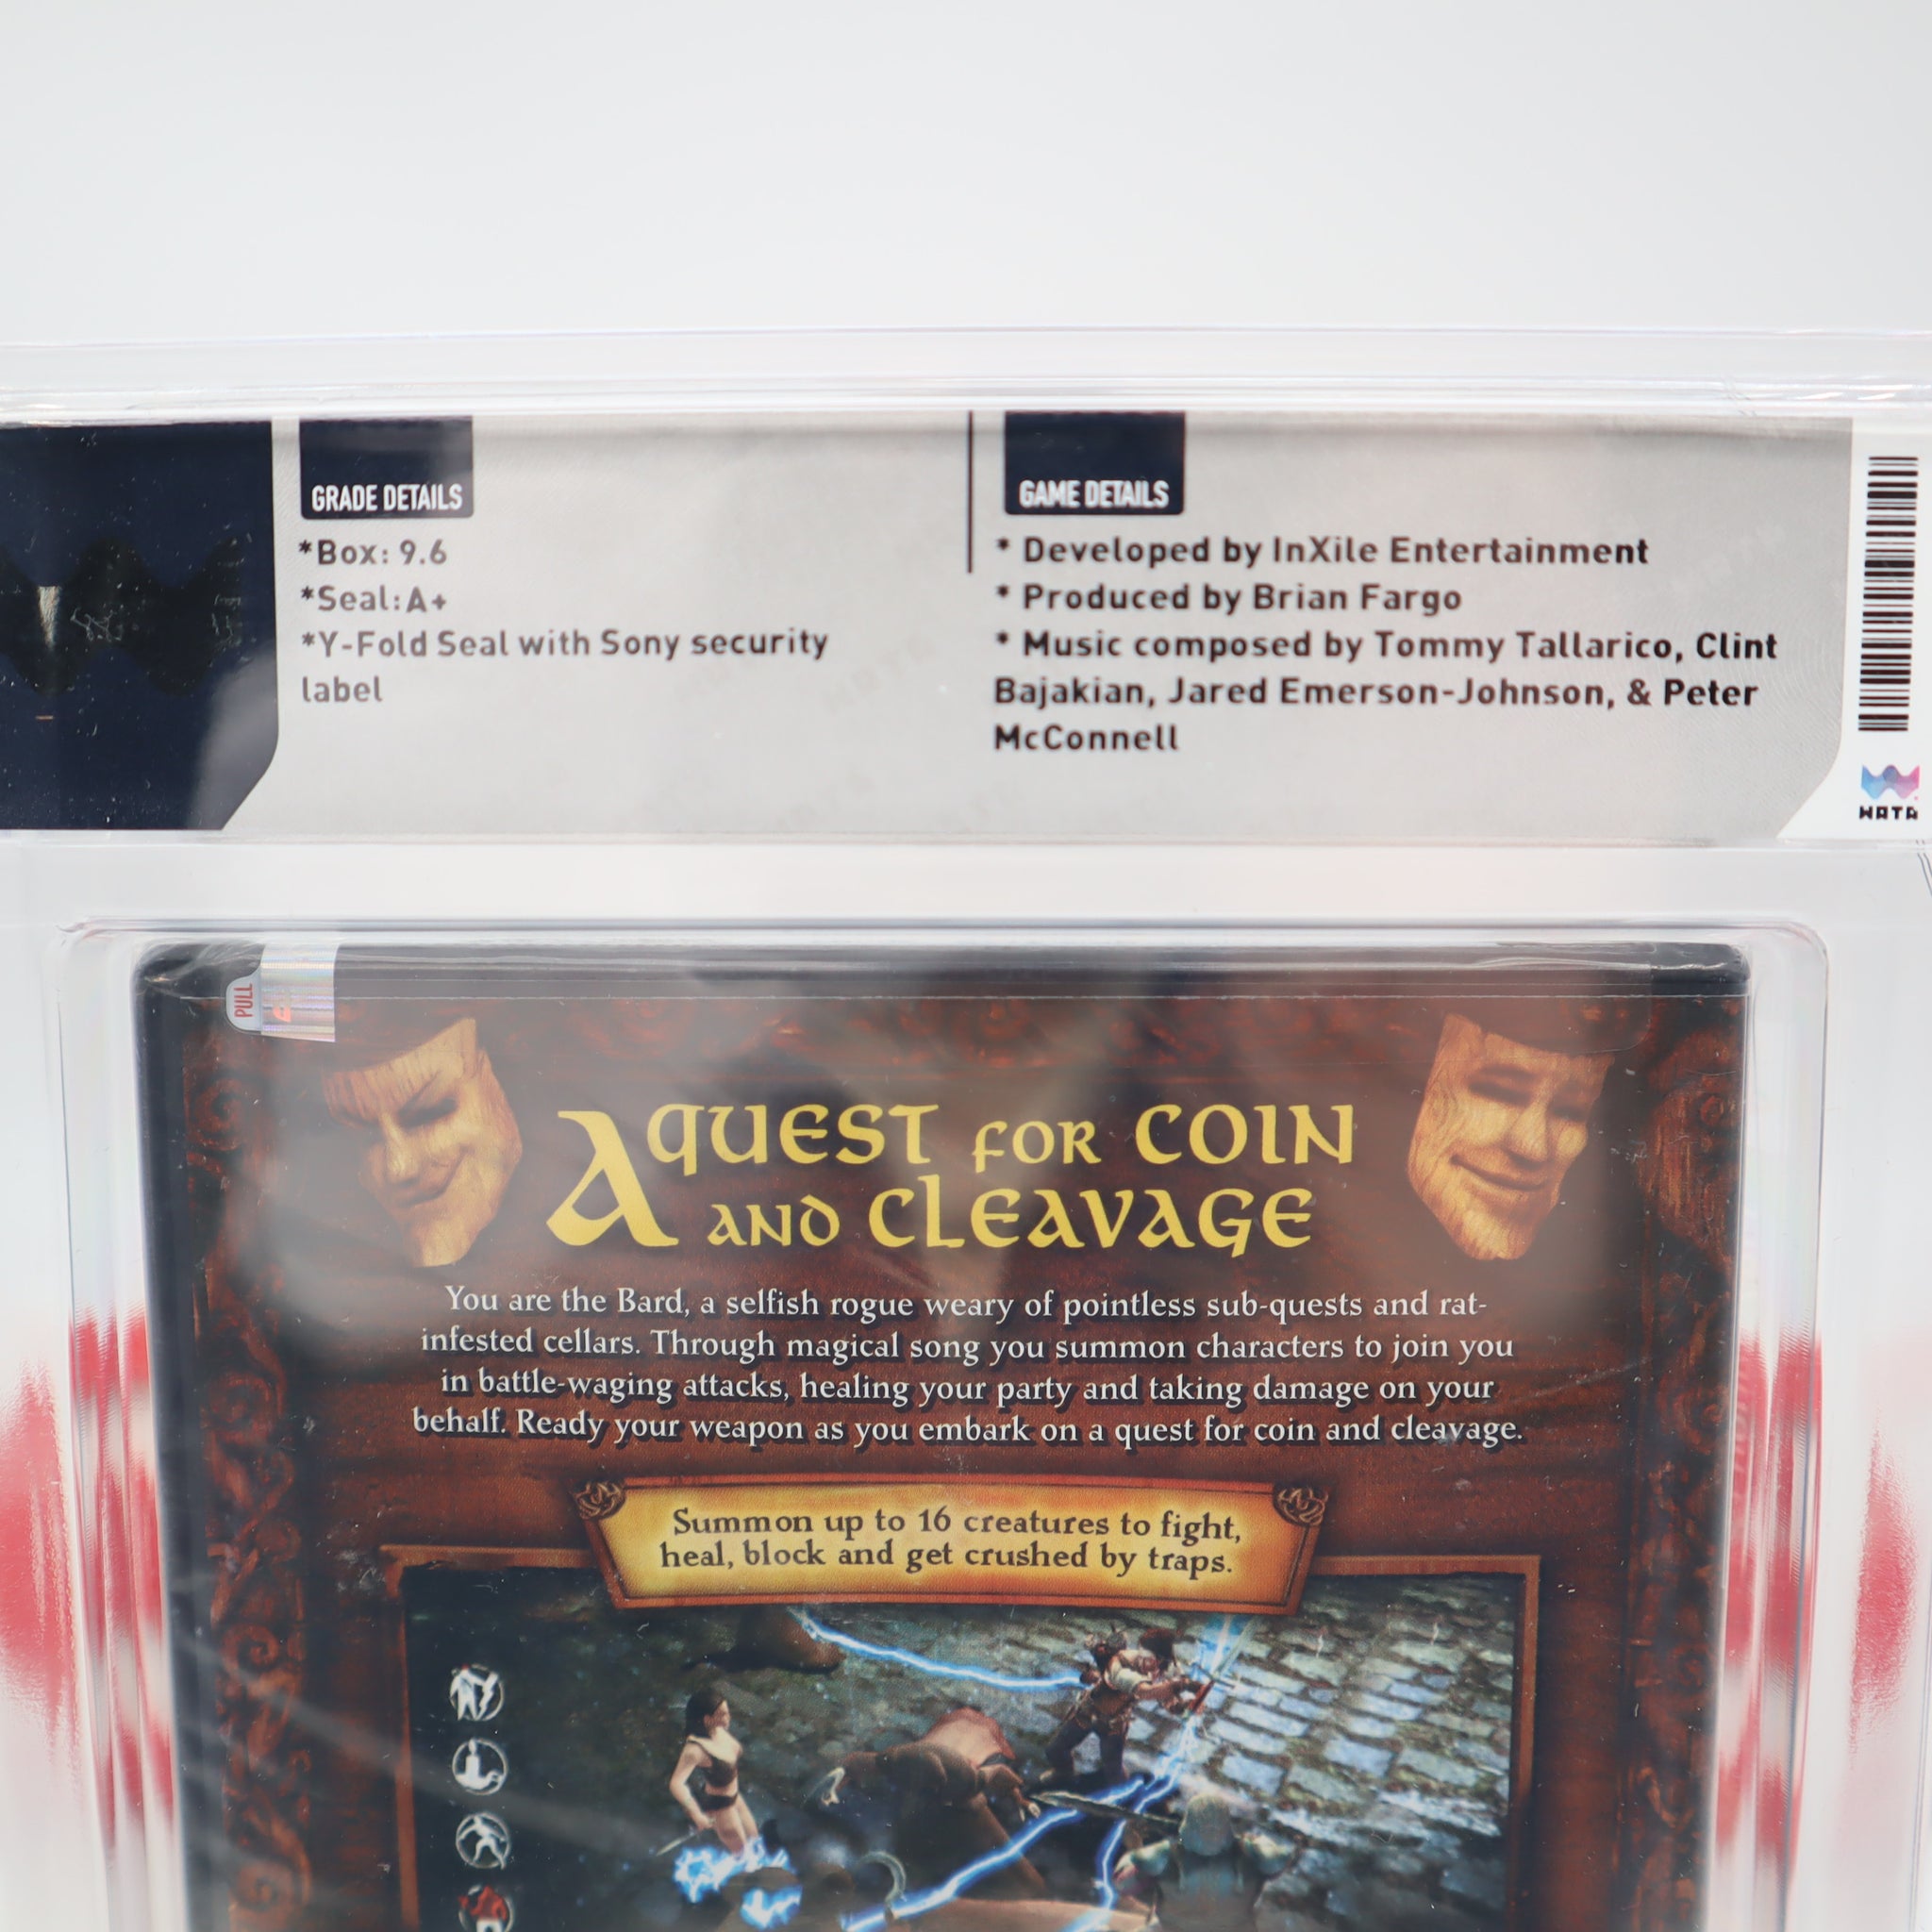 GRADE DETAILS
*Box: 9.6
*Seal:A+
*Y-Fold Seal with Sony security
label
GAME DETAILS
* Developed by InXile Entertainment
* Produced by Brian Fargo
* Music composed by Tommy Tallarico, Clint
Bajakian, Jared Emerson-Johnson, & Peter
McConnell
WATA
PULL
A QUEST FOR COIN
AND CLEAVAGE
You are the Bard, a selfish rogue weary of pointless sub-quests and rat-
infested cellars. Through magical song you summon characters to join you
in battle-waging attacks, healing your party and taking damage on your
behalf. Ready your weapon as you embark on a quest for coin and cleavage.
Summon up to 16 creatures to fight,
heal, block and get crushed by traps.